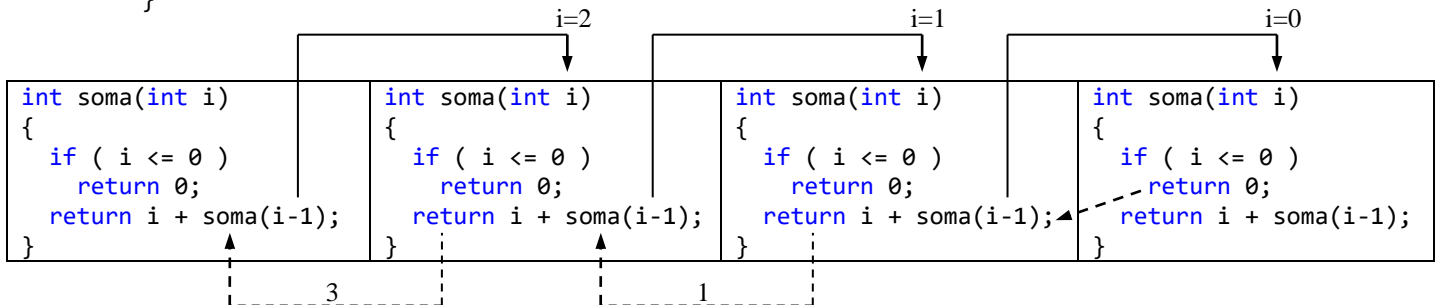 }
i=2 i=1 i=0
int soma(int i) int soma(int i) int soma(int i) int soma(int i)
{ { { {
if ( i <= 0 ) if ( i <= 0 ) if ( i <= 0 ) if ( i <= 0 )
return 0; return 0; return 0; return 0;
return i + soma(i-1); return i + soma(i-1); return i + soma(i-1); return i + soma(i-1);
} } } }
3 1